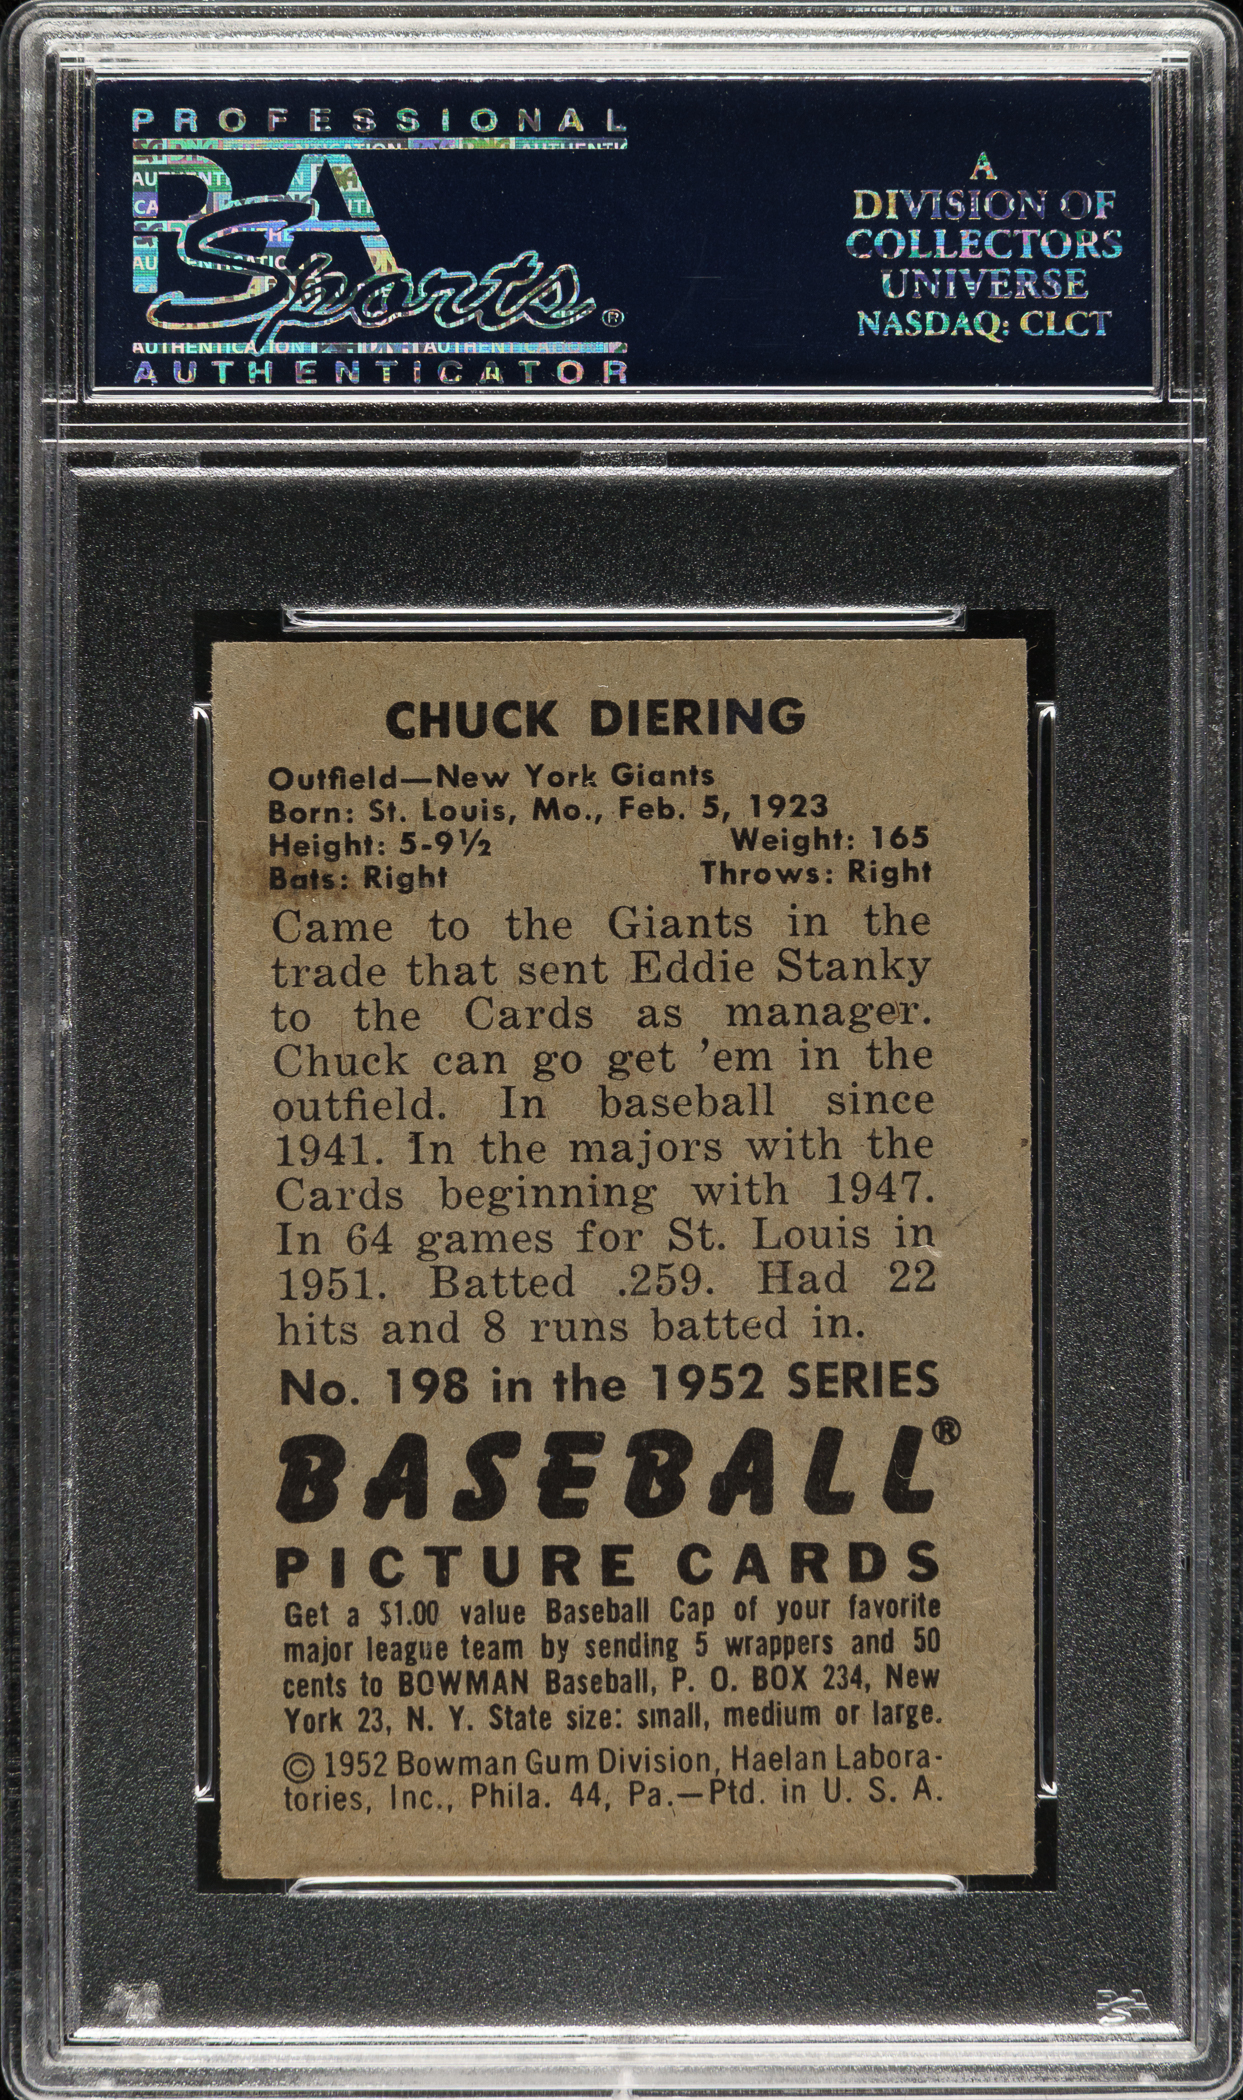 PROFESSIONAL
PSA
Sports®
AUTHENTICATOR
A
DIVISION OF
COLLECTORS
UNIVERSE
NASDAQ: CLCT
CHUCK DIERING
Outfield—New York Giants
Born: St. Louis, Mo., Feb. 5, 1923
Height: 5-9½ Weight: 165
Bats: Right Throws: Right
Came to the Giants in the
trade that sent Eddie Stanky
to the Cards as manager.
Chuck can go get ’em in the
outfield. In baseball since
1941. In the majors with the
Cards beginning with 1947.
In 64 games for St. Louis in
1951. Batted .259. Had 22
hits and 8 runs batted in.
No. 198 in the 1952 SERIES
BASEBALL®
PICTURE CARDS
Get a $1.00 value Baseball Cap of your favorite
major league team by sending 5 wrappers and 50
cents to BOWMAN Baseball, P. O. BOX 234, New
York 23, N. Y. State size: small, medium or large.
© 1952 Bowman Gum Division, Haelan Labora-
tories, Inc., Phila. 44, Pa.—Ptd. in U. S. A.
PSA